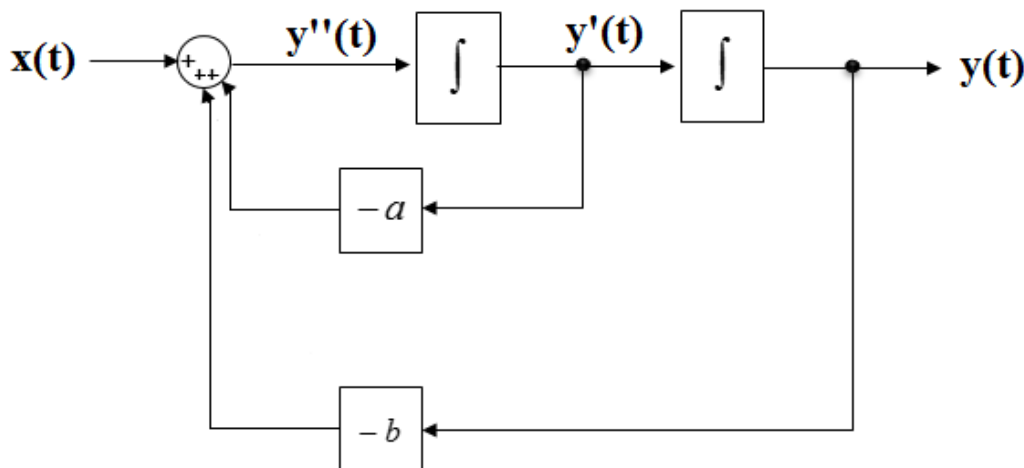 x(t) + ++ y''(t) ∫ y'(t) ∫ y(t)
−a
−b